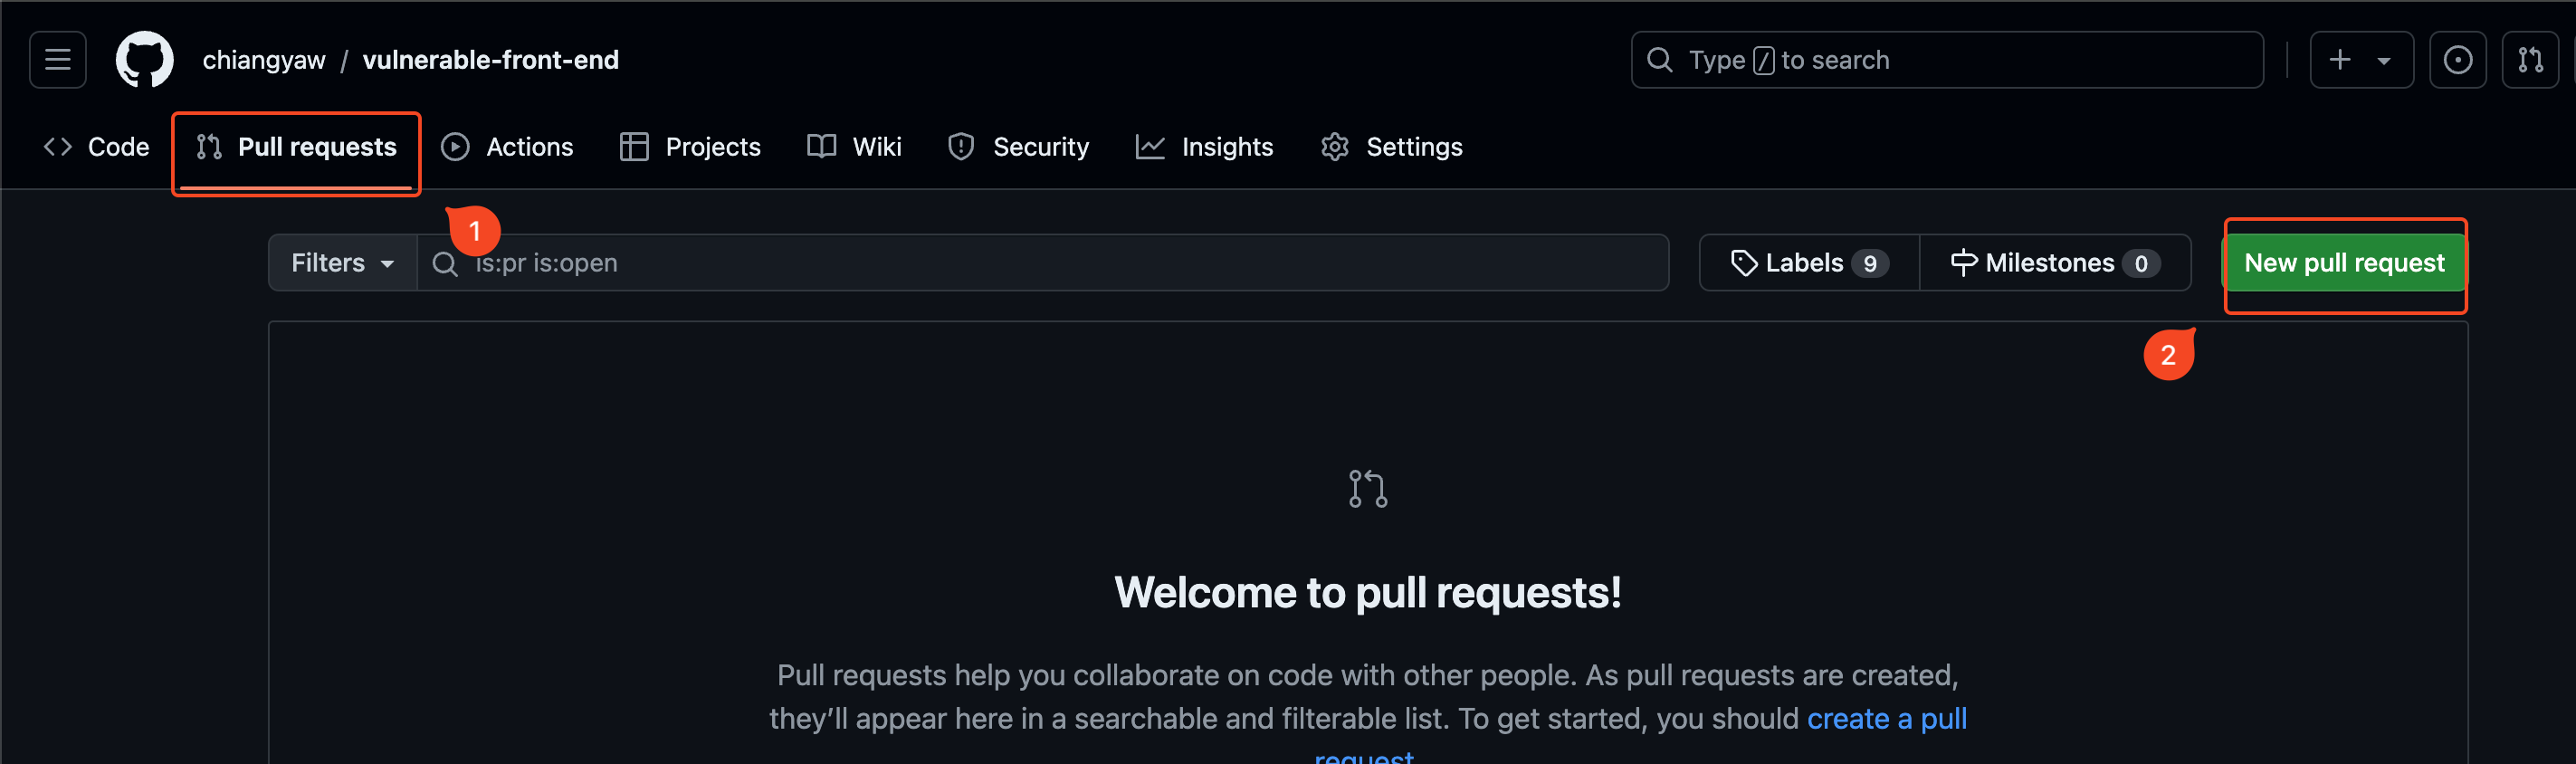 chiangyaw / vulnerable-front-end
Type / to search
Code Pull requests Actions Projects Wiki Security Insights Settings
1
Filters is:pr is:open Labels 9 Milestones 0 New pull request
2
Welcome to pull requests!
Pull requests help you collaborate on code with other people. As pull requests are created,
they’ll appear here in a searchable and filterable list. To get started, you should create a pull
request